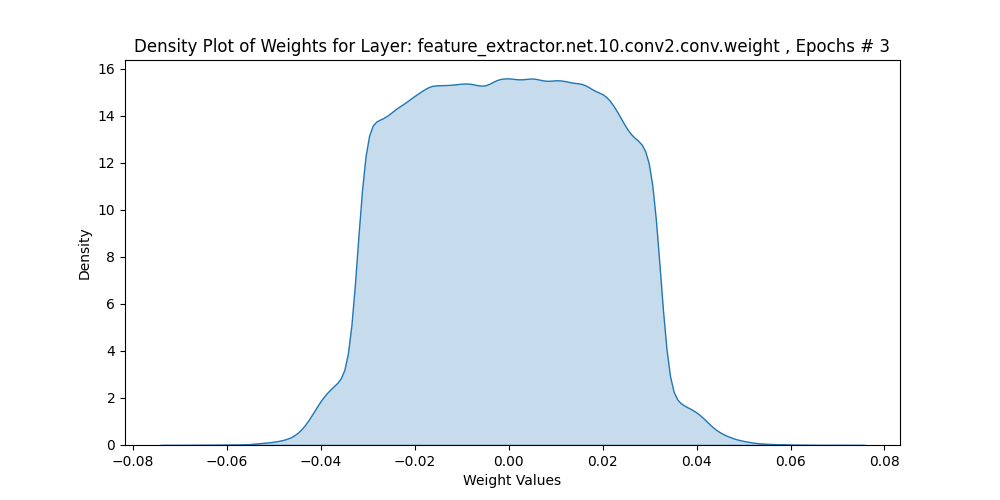 Density Plot of Weights for Layer: feature_extractor.net.10.conv2.conv.weight , Epochs # 3
16
14
12
10
8
6
4
2
0
Density
−0.08 −0.06 −0.04 −0.02 0.00 0.02 0.04 0.06 0.08
Weight Values